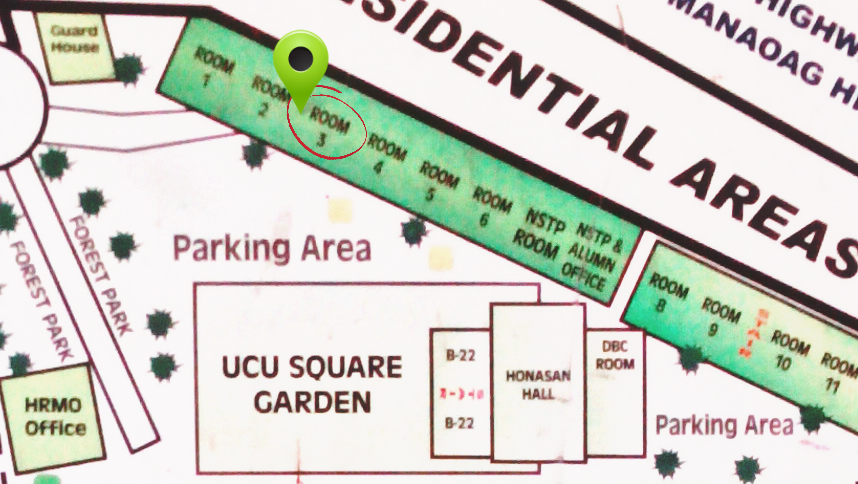 Guard
House
ROOM
1
ROOM
2
ROOM
3
ROOM
4
ROOM
5
ROOM
6
NSTP
ROOM
NSTP &
ALUMN
OFFICE
RESIDENTIAL AREAS
HIGHW
MANAOAG H
ROOM
8
ROOM
9
STAIR
ROOM
10
ROOM
11
Parking Area
FOREST PARK
FOREST PARK
HRMO
Office
UCU SQUARE
GARDEN
B-22
B-22
HONASAN
HALL
DBC
ROOM
Parking Area